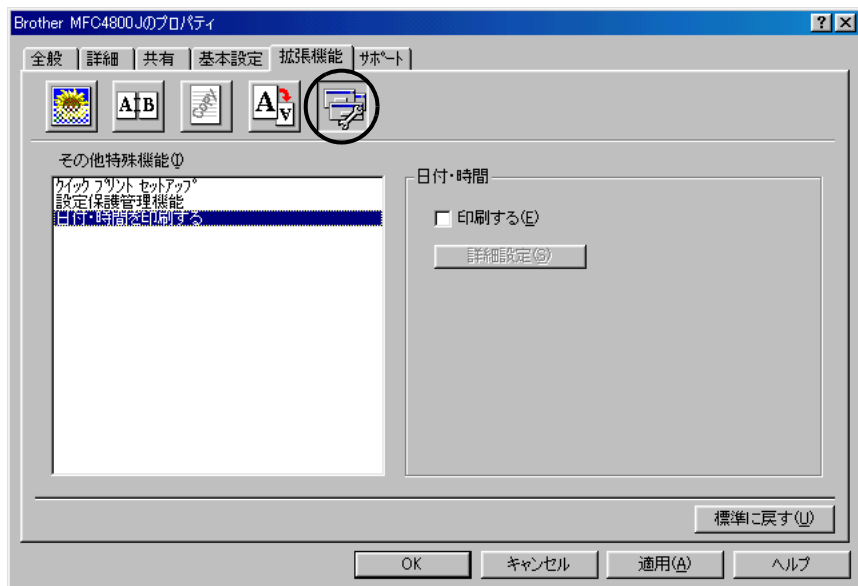 Brother MFC4800Jのプロパティ
全般 詳細 共有 基本設定 拡張機能 ｻﾎﾟｰﾄ
A B Copy A A
その他特殊機能(I)
ｸｲｯｸ ﾌﾟﾘﾝﾄ ｾｯﾄｱｯﾌﾟ
設定保護管理機能
日付・時間を印刷する
日付・時間
印刷する(E)
詳細設定(S)
標準に戻す(U)
OK キャンセル 適用(A) ヘルプ